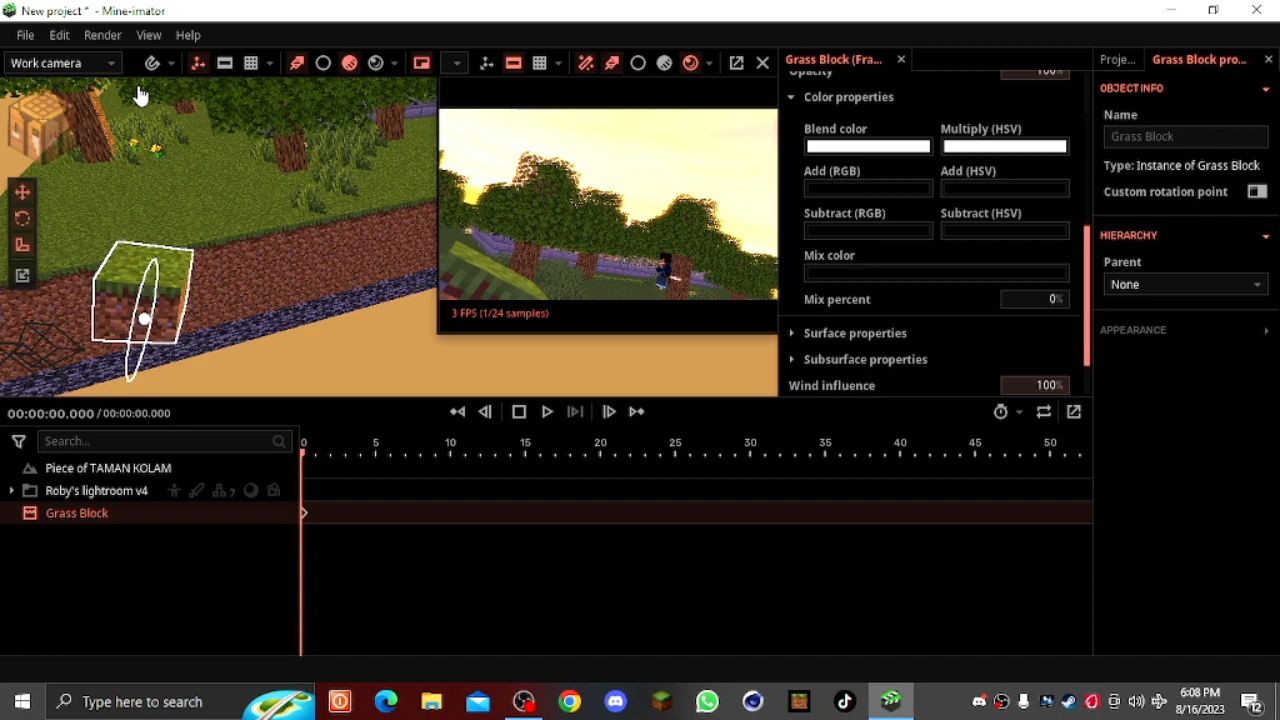 New project * - Mine-imator
File Edit Render View Help
Work camera
Grass Block (Fra...
Proje... Grass Block pro...
Opacity 100%
Color properties
Blend color Multiply (HSV)
Add (RGB) Add (HSV)
Subtract (RGB) Subtract (HSV)
Mix color
Mix percent 0%
Surface properties
Subsurface properties
Wind influence 100%
OBJECT INFO
Name
Grass Block
Type: Instance of Grass Block
Custom rotation point
HIERARCHY
Parent
None
APPEARANCE
3 FPS (1/24 samples)
00:00:00.000 / 00:00:00.000
Search...
0 5 10 15 20 25 30 35 40 45 50
Piece of TAMAN KOLAM
Roby's lightroom v4 7
Grass Block
Type here to search
6:08 PM
8/16/2023
12